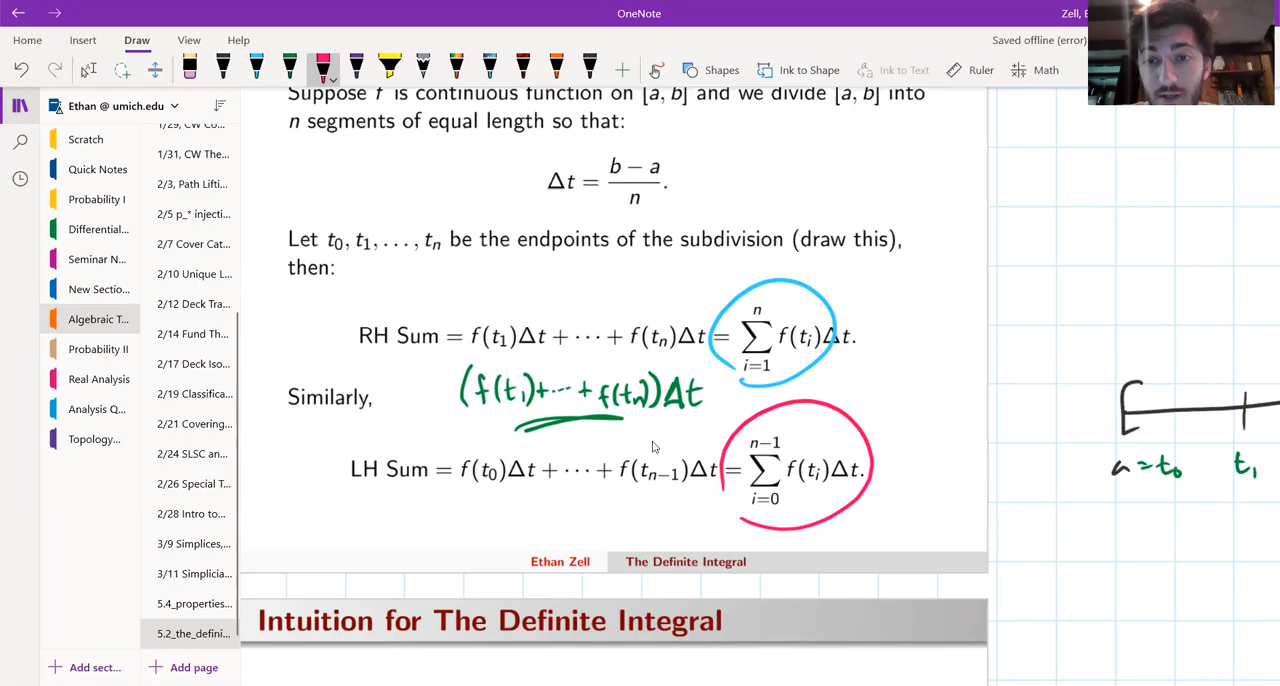 OneNote
Zell, E
Home Insert Draw View Help
Saved offline (error)
Shapes Ink to Shape Ink to Text Ruler Math
Ethan @ umich.edu
Scratch
Quick Notes
Probability I
Differential...
Seminar N...
New Sectio...
Algebraic T...
Probability II
Real Analysis
Analysis Q...
Topology...
Add sect...
1/29, CW Co...
1/31, CW The...
2/3, Path Lifti...
2/5 p_* injecti...
2/7 Cover Cat...
2/10 Unique L...
2/12 Deck Tra...
2/14 Fund Th...
2/17 Deck Iso...
2/19 Classifica...
2/21 Covering...
2/24 SLSC an...
2/26 Special T...
2/28 Intro to...
3/9 Simplices,...
3/11 Simplicia...
5.4_properties...
5.2_the_defini...
Add page
Suppose f is continuous function on [a, b] and we divide [a, b] into
n segments of equal length so that:
Δt = (b − a)/n.
Let t₀, t₁, . . . , tₙ be the endpoints of the subdivision (draw this),
then:
RH Sum = f(t₁)Δt + · · · + f(tₙ)Δt = ∑ⁿᵢ₌₁ f(tᵢ)Δt.
(f(t₁)+···+ f(tₙ))Δt
Similarly,
LH Sum = f(t₀)Δt + · · · + f(tₙ₋₁)Δt = ∑ⁿ⁻¹ᵢ₌₀ f(tᵢ)Δt.
a = t₀ t₁
Ethan Zell The Definite Integral
Intuition for The Definite Integral